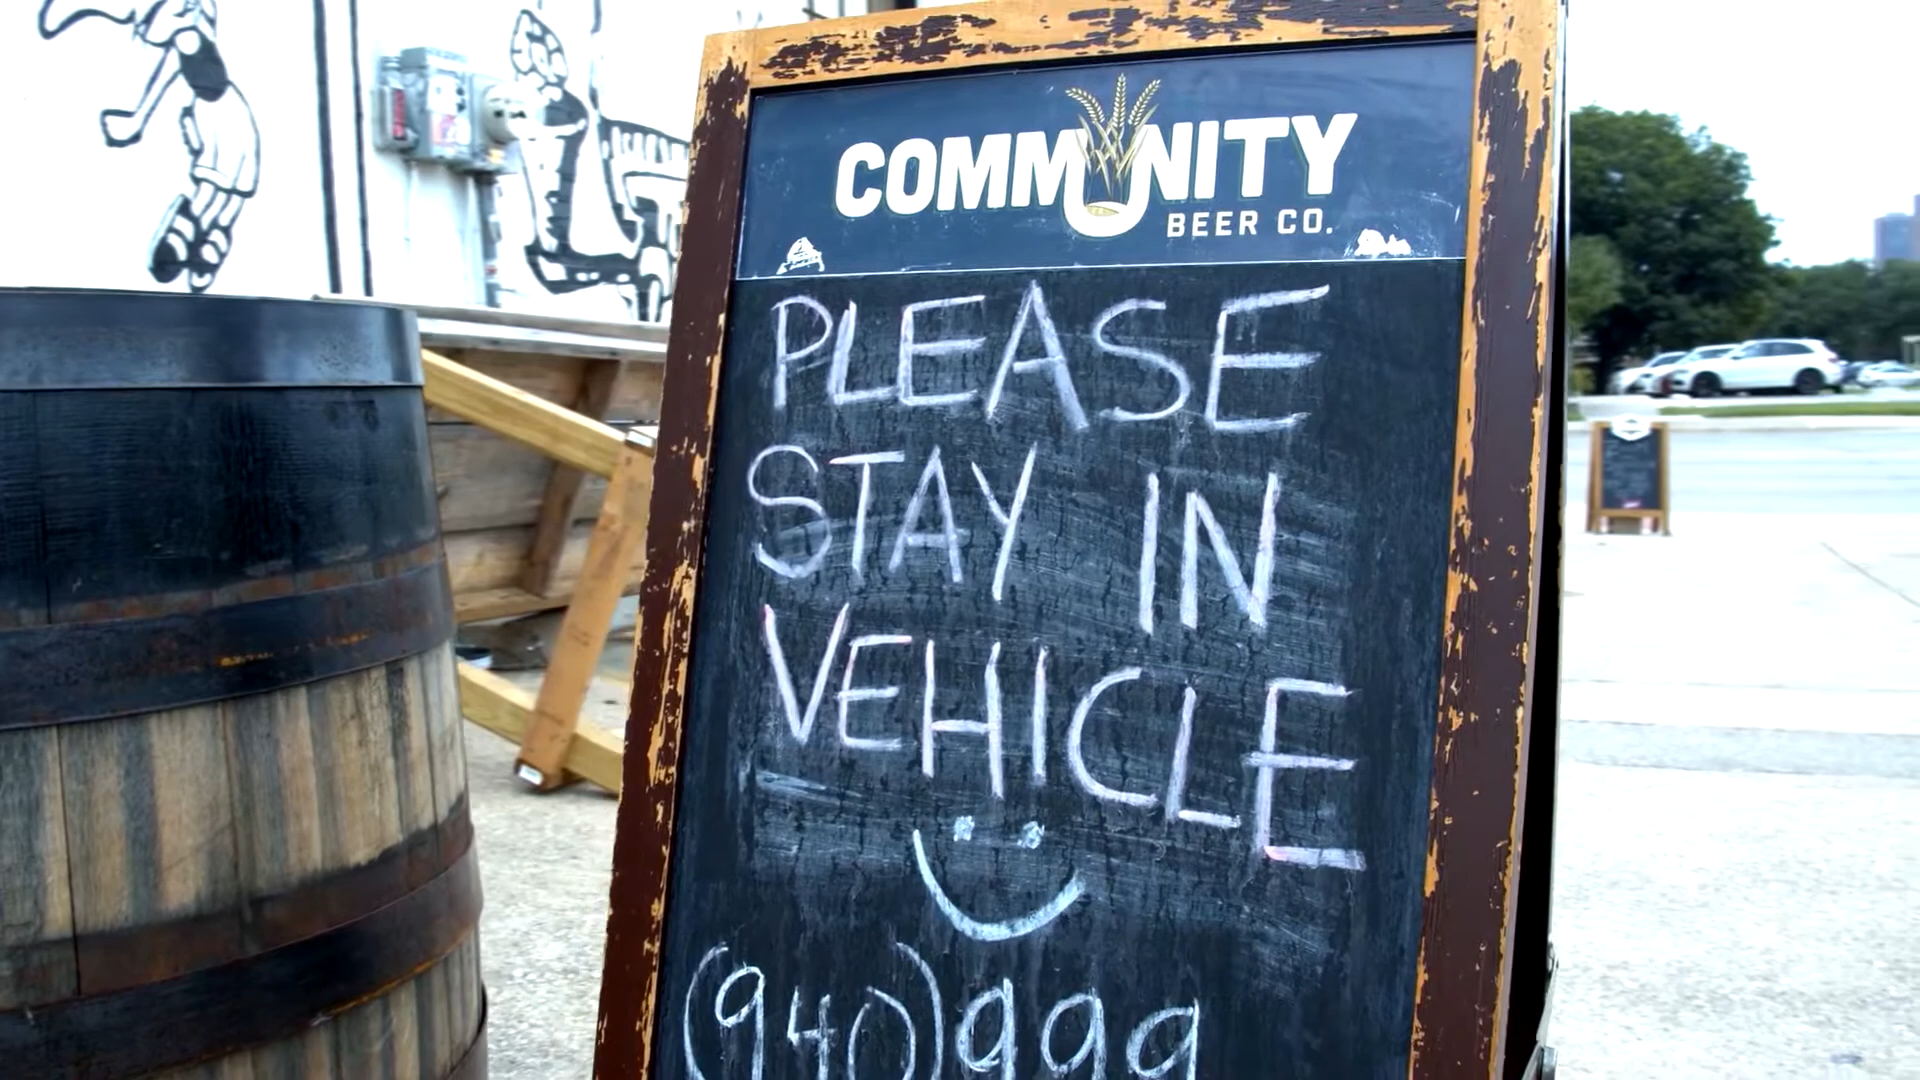 COMMUNITY
BEER CO.
PLEASE
STAY IN
VEHICLE
(940) 999